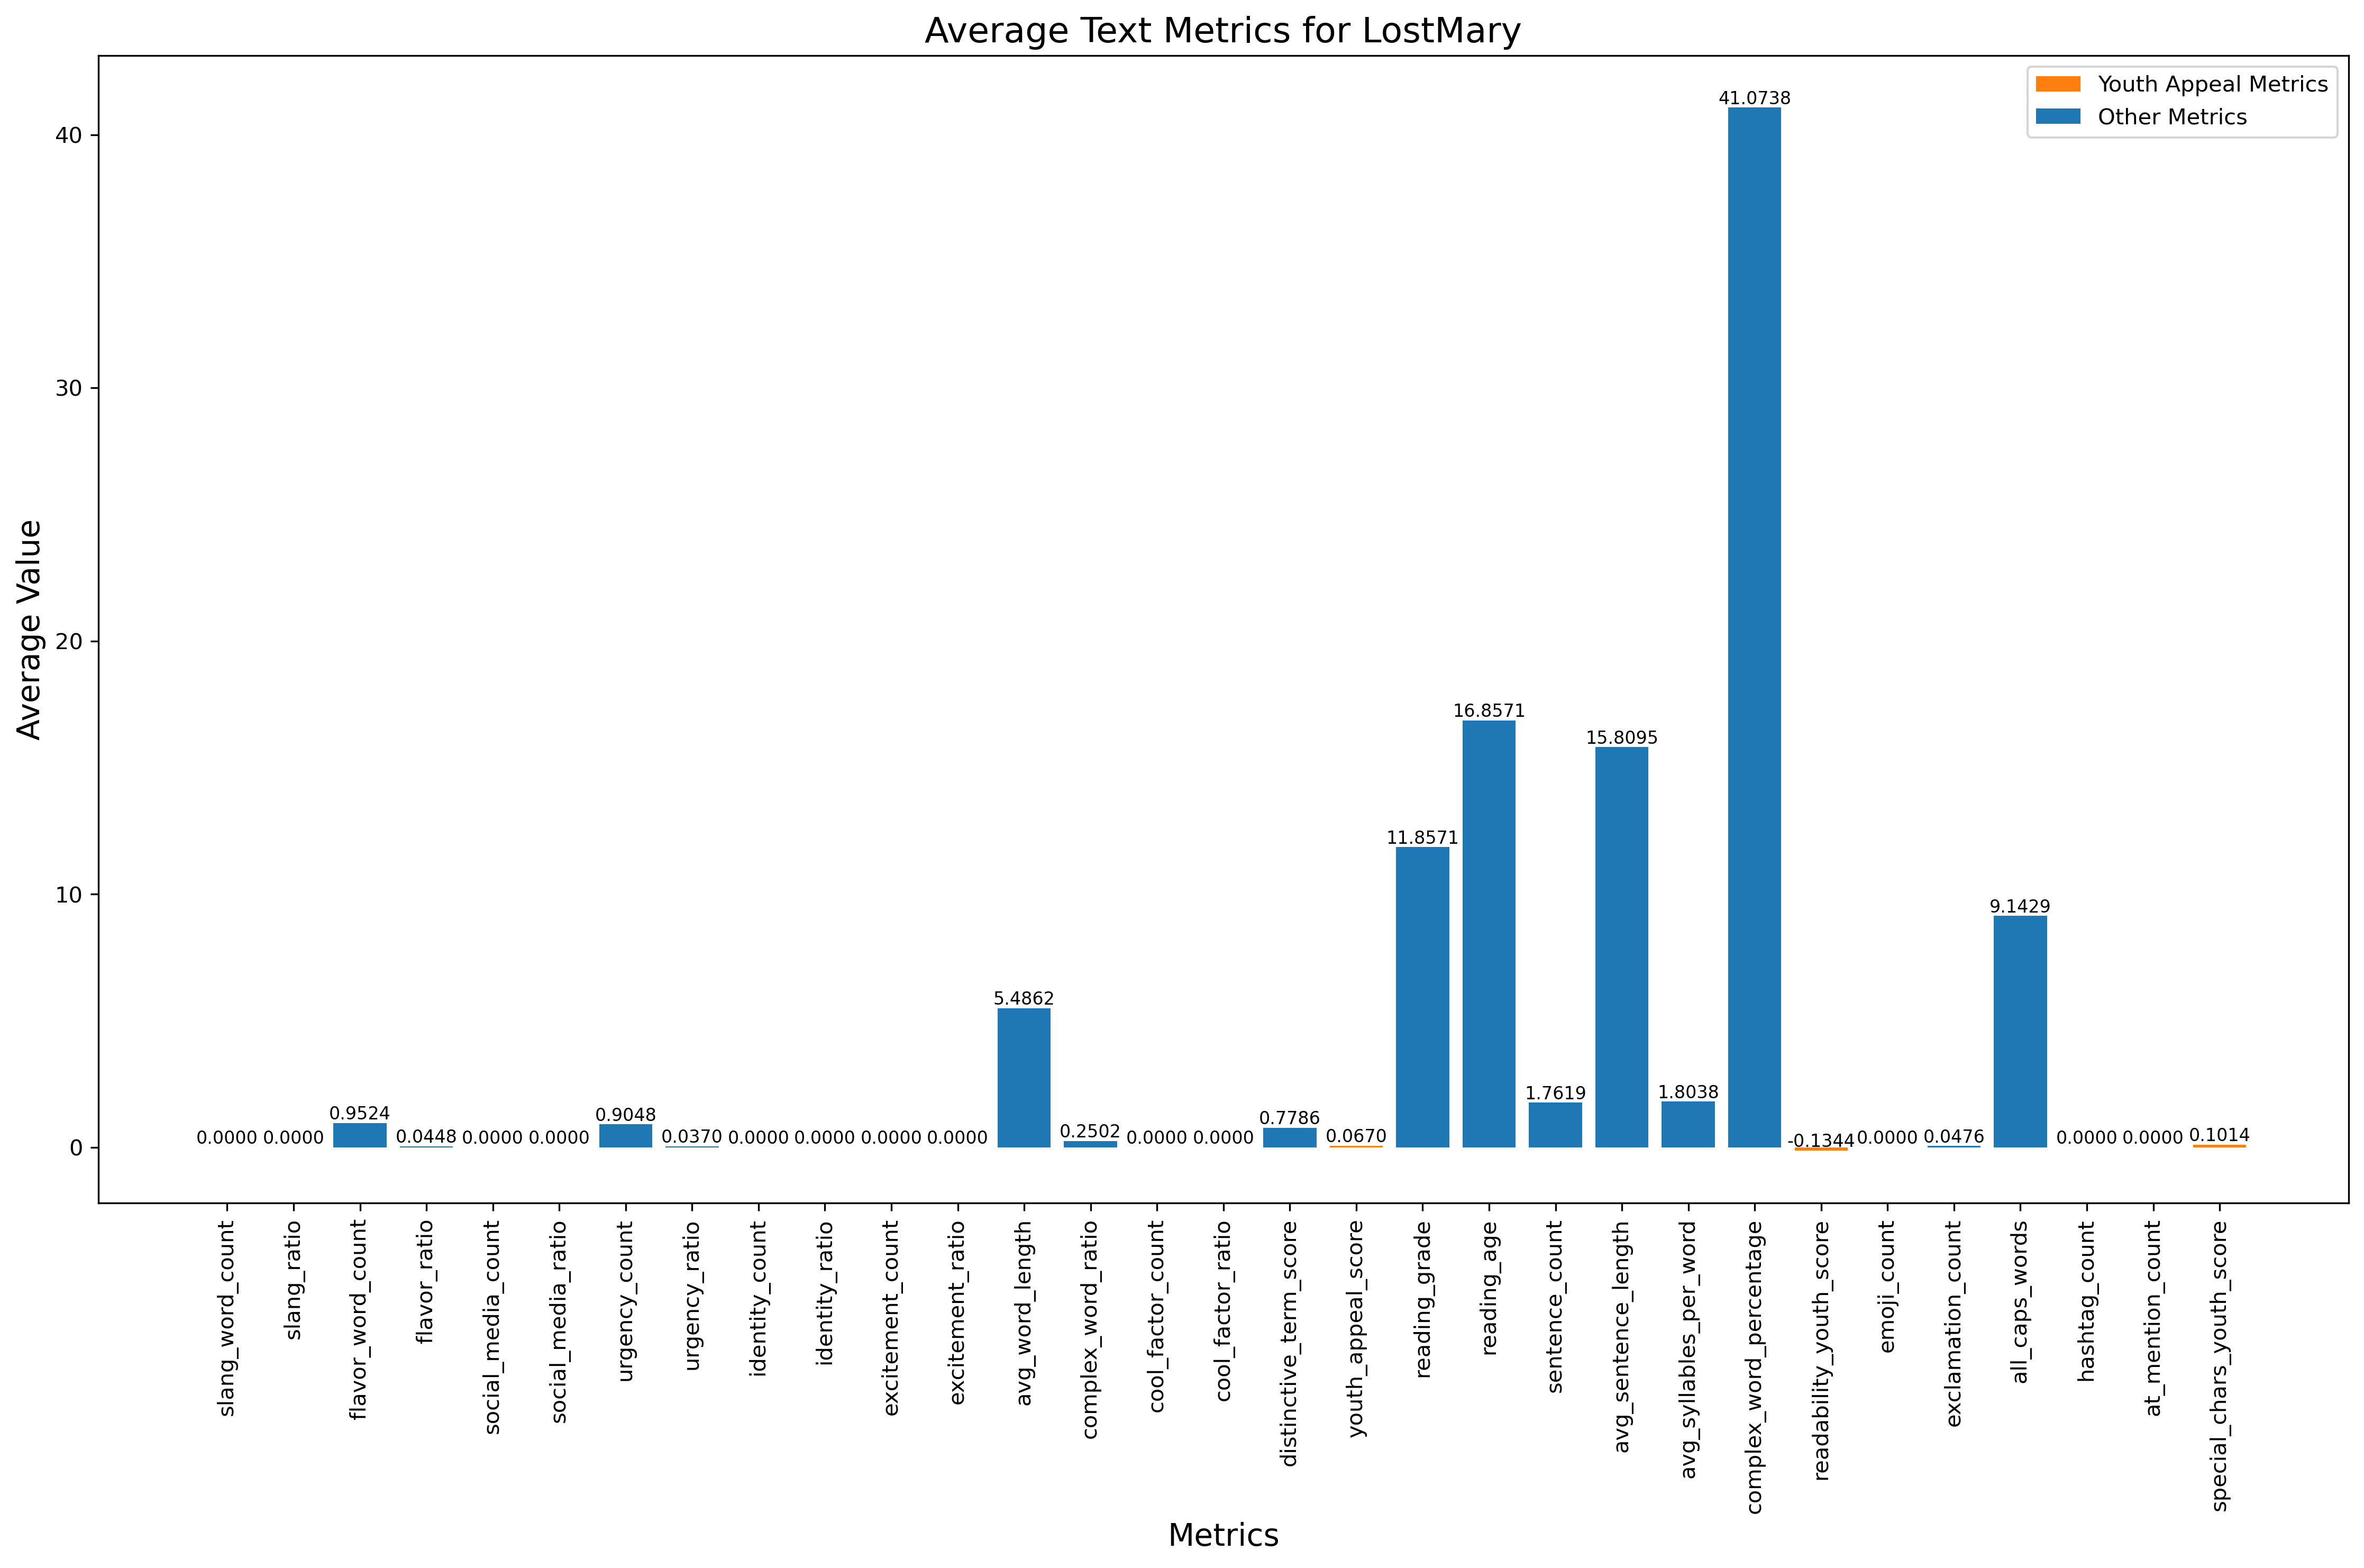 Average Text Metrics for LostMary
Youth Appeal Metrics
Other Metrics
Average Value
40
30
20
10
0
0.0000
0.0000
0.9524
0.0448
0.0000
0.0000
0.9048
0.0370
0.0000
0.0000
0.0000
0.0000
5.4862
0.2502
0.0000
0.0000
0.7786
0.0670
11.8571
16.8571
1.7619
15.8095
1.8038
41.0738
-0.1344
0.0000
0.0476
9.1429
0.0000
0.0000
0.1014
slang_word_count
slang_ratio
flavor_word_count
flavor_ratio
social_media_count
social_media_ratio
urgency_count
urgency_ratio
identity_count
identity_ratio
excitement_count
excitement_ratio
avg_word_length
complex_word_ratio
cool_factor_count
cool_factor_ratio
distinctive_term_score
youth_appeal_score
reading_grade
reading_age
sentence_count
avg_sentence_length
avg_syllables_per_word
complex_word_percentage
readability_youth_score
emoji_count
exclamation_count
all_caps_words
hashtag_count
at_mention_count
special_chars_youth_score
Metrics